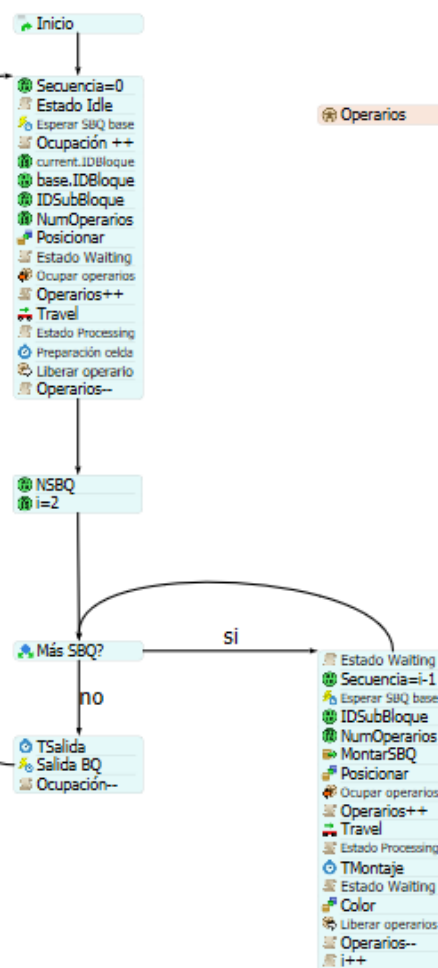 Inicio
Secuencia=0
Estado Idle
Esperar SBQ base
Ocupación ++
current.IDBloque
base.IDBloque
IDSubBloque
NumOperarios
Posicionar
Estado Waiting
Ocupar operarios
Operarios++
Travel
Estado Processing
Preparación celda
Liberar operario
Operarios--
Operarios
NSBQ
i=2
Más SBQ?
si
no
TSalida
Salida BQ
Ocupación--
Estado Waiting
Secuencia=i-1
Esperar SBQ base
IDSubBloque
NumOperarios
MontarSBQ
Posicionar
Ocupar operarios
Operarios++
Travel
Estado Processing
TMontaje
Estado Waiting
Color
Liberar operarios
Operarios--
i++